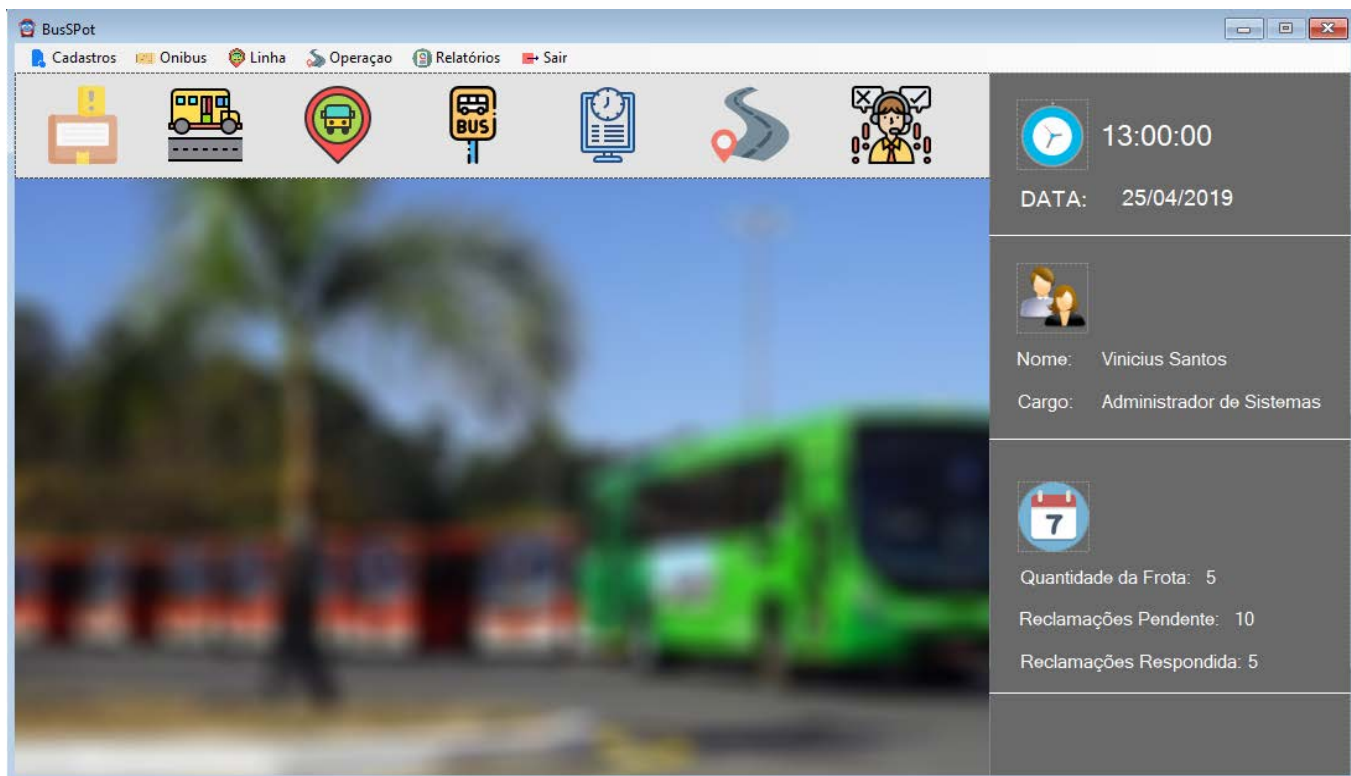 BusSPot
Cadastros Onibus Linha Operaçao Relatórios Sair
BUS
13:00:00
DATA: 25/04/2019
Nome: Vinicius Santos
Cargo: Administrador de Sistemas
7
Quantidade da Frota: 5
Reclamações Pendente: 10
Reclamações Respondida: 5